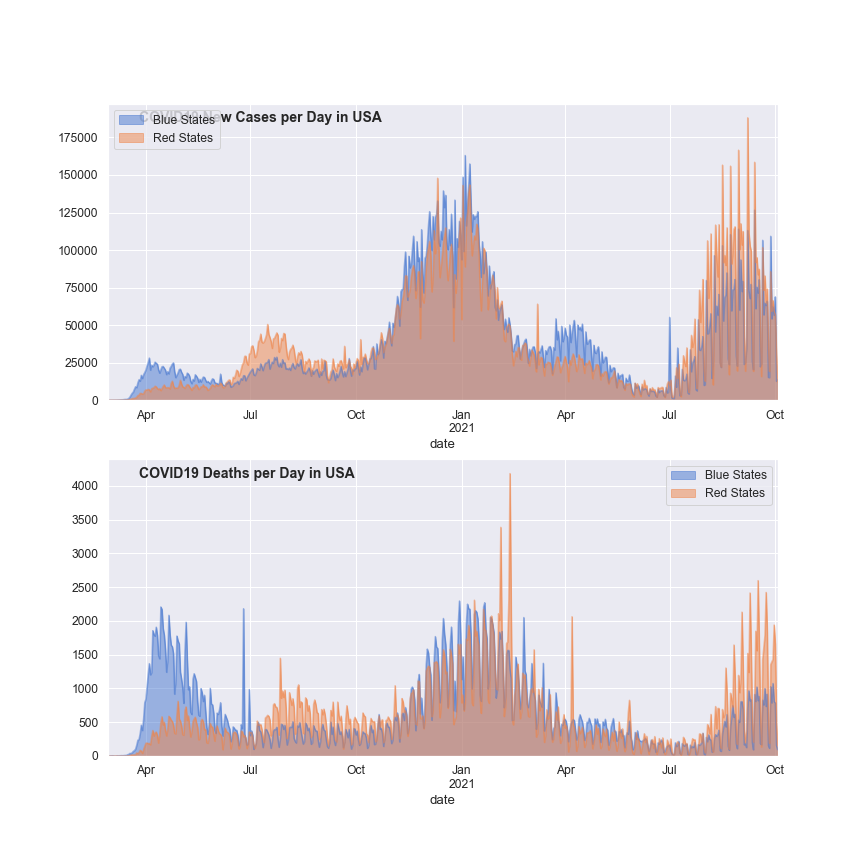 COVID19 New Cases per Day in USA
Blue States
Red States
175000
150000
125000
100000
75000
50000
25000
0
Apr Jul Oct Jan Apr Jul Oct
2021
date
COVID19 Deaths per Day in USA
Blue States
Red States
4000
3500
3000
2500
2000
1500
1000
500
0
Apr Jul Oct Jan Apr Jul Oct
2021
date